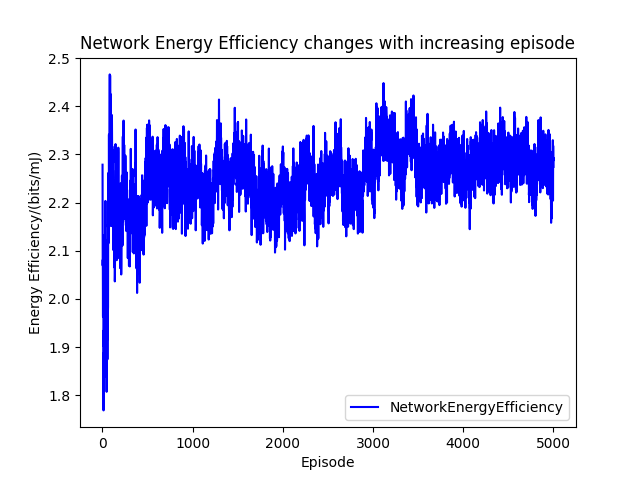 Network Energy Efficiency changes with increasing episode
2.5
2.4
2.3
2.2
2.1
2.0
1.9
1.8
Energy Efficiency/(bits/mJ)
NetworkEnergyEfficiency
0 1000 2000 3000 4000 5000
Episode